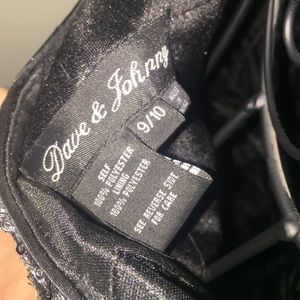 Dave & Johnny
9/10
SELF
100% POLYESTER
LINING
100% POLYESTER
SEE REVERSE SIDE
FOR CARE